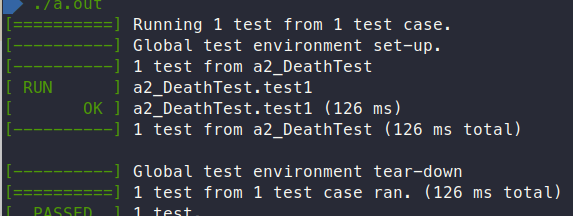 ./a.out
[==========] Running 1 test from 1 test case.
[----------] Global test environment set-up.
[----------] 1 test from a2_DeathTest
[ RUN      ] a2_DeathTest.test1
[       OK ] a2_DeathTest.test1 (126 ms)
[----------] 1 test from a2_DeathTest (126 ms total)

[----------] Global test environment tear-down
[==========] 1 test from 1 test case ran. (126 ms total)
[  PASSED  ] 1 test.